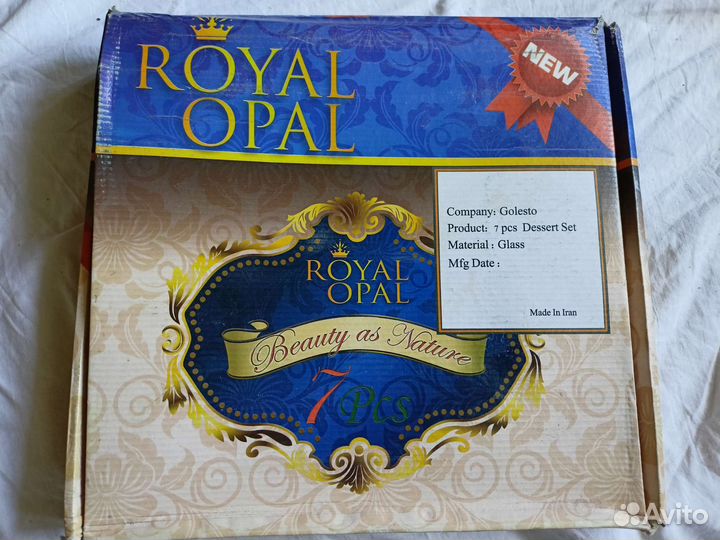 ROYAL
OPAL
NEW
Company: Golesto
Product: 7 pcs Dessert Set
Material : Glass
Mfg Date :
Made In Iran
ROYAL
OPAL
Beauty as Nature
7 Pcs
Avito